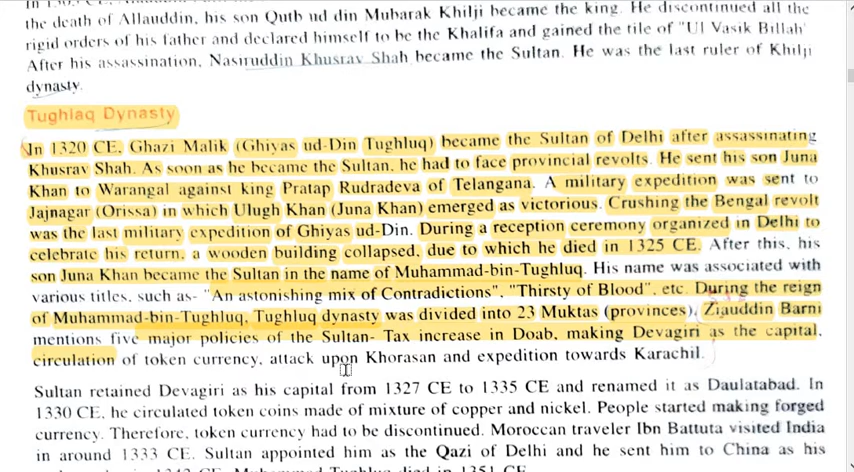 the death of Allauddin, his son Qutb ud din Mubarak Khilji became the king. He discontinued all the
rigid orders of his father and declared himself to be the Khalifa and gained the tile of "Ul Vasik Billah'
After his assassination, Nasiruddin Khusrav Shah became the Sultan. He was the last ruler of Khilji
dynasty.
Tughlaq Dynasty
In 1320 CE, Ghazi Malik (Ghiyas ud-Din Tughluq) became the Sultan of Delhi after assassinating
Khusrav Shah. As soon as he became the Sultan, he had to face provincial revolts. He sent his son Juna
Khan to Warangal against king Pratap Rudradeva of Telangana. A military expedition was sent to
Jajnagar (Orissa) in which Ulugh Khan (Juna Khan) emerged as victorious. Crushing the Bengal revolt
was the last military expedition of Ghiyas ud-Din. During a reception ceremony organized in Delhi to
celebrate his return, a wooden building collapsed, due to which he died in 1325 CE. After this, his
son Juna Khan became the Sultan in the name of Muhammad-bin-Tughluq. His name was associated with
various titles, such as- "An astonishing mix of Contradictions", "Thirsty of Blood", etc. During the reign
of Muhammad-bin-Tughluq, Tughluq dynasty was divided into 23 Muktas (provinces). Ziauddin Barni
mentions five major policies of the Sultan- Tax increase in Doab, making Devagiri as the capital,
circulation of token currency, attack upon Khorasan and expedition towards Karachil.
Sultan retained Devagiri as his capital from 1327 CE to 1335 CE and renamed it as Daulatabad. In
1330 CE, he circulated token coins made of mixture of copper and nickel. People started making forged
currency. Therefore, token currency had to be discontinued. Moroccan traveler Ibn Battuta visited India
in around 1333 CE. Sultan appointed him as the Qazi of Delhi and he sent him to China as his
Muhammad Tughluq died in 1351 CE